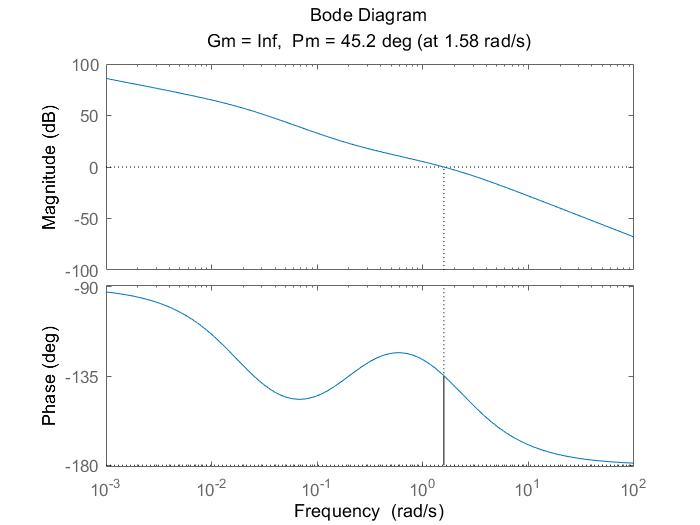 Bode Diagram
Gm = Inf,  Pm = 45.2 deg (at 1.58 rad/s)
100
50
0
-50
-100
Magnitude (dB)
-90
-135
-180
Phase (deg)
10^-3 10^-2 10^-1 10^0 10^1 10^2
Frequency  (rad/s)